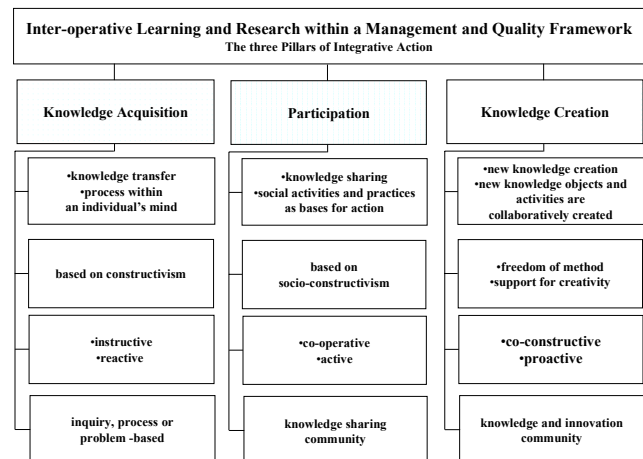 Inter-operative Learning and Research within a Management and Quality Framework
The three Pillars of Integrative Action
Knowledge Acquisition
•knowledge transfer
•process within
an individual's mind
based on constructivism
•instructive
•reactive
inquiry, process or
problem -based
Participation
•knowledge sharing
•social activities and practices
as bases for action
based on
socio-constructivism
•co-operative
•active
knowledge sharing
community
Knowledge Creation
•new knowledge creation
•new knowledge objects and
activities are
collaboratively created
•freedom of method
•support for creativity
•co-constructive
•proactive
knowledge and innovation
community